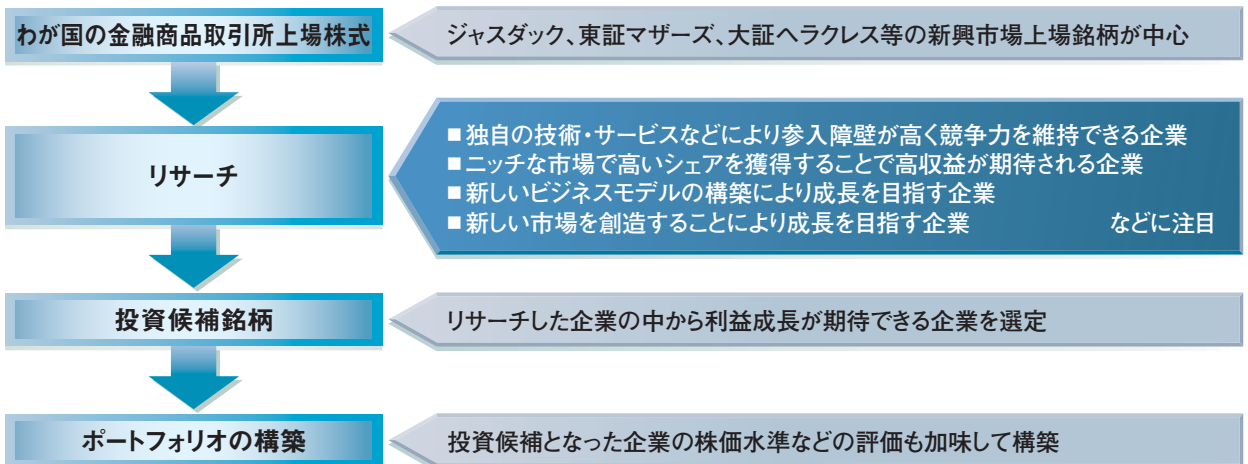 わが国の金融商品取引所上場株式
ジャスダック、東証マザーズ、大証ヘラクレス等の新興市場上場銘柄が中心
リサーチ
■独自の技術・サービスなどにより参入障壁が高く競争力を維持できる企業
■ニッチな市場で高いシェアを獲得することで高収益が期待される企業
■新しいビジネスモデルの構築により成長を目指す企業
■新しい市場を創造することにより成長を目指す企業 などに注目
投資候補銘柄
リサーチした企業の中から利益成長が期待できる企業を選定
ポートフォリオの構築
投資候補となった企業の株価水準などの評価も加味して構築